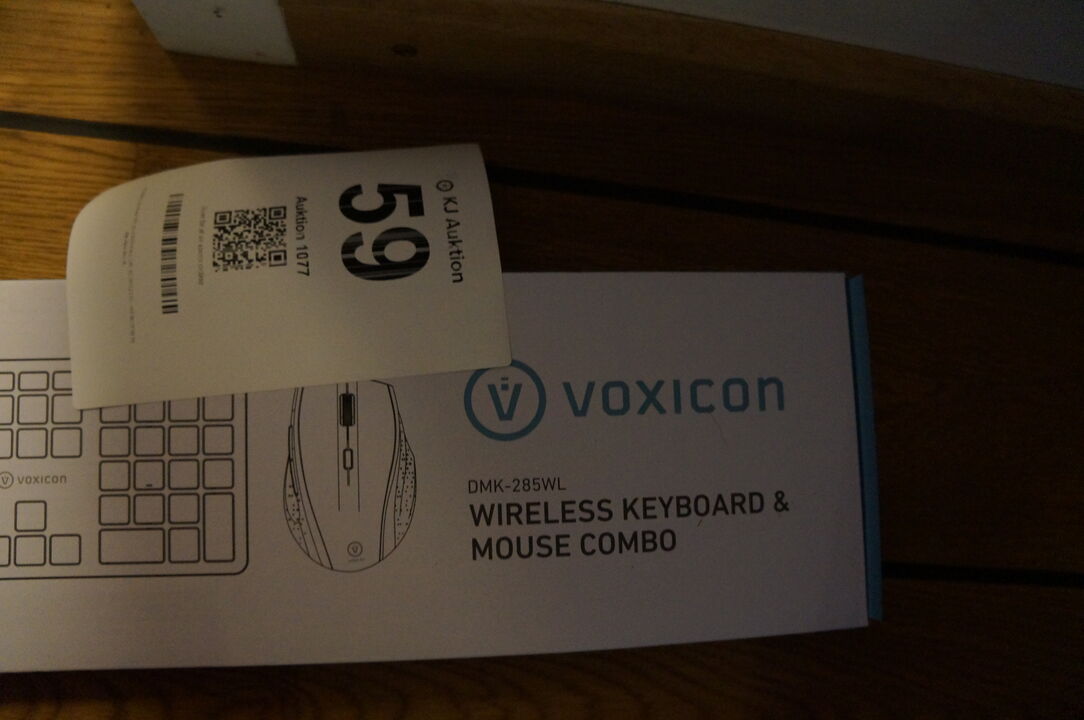 KJ Auktion
59
Auktion 1077
VOXICON
DMK-285WL
WIRELESS KEYBOARD &
MOUSE COMBO
VOXICON